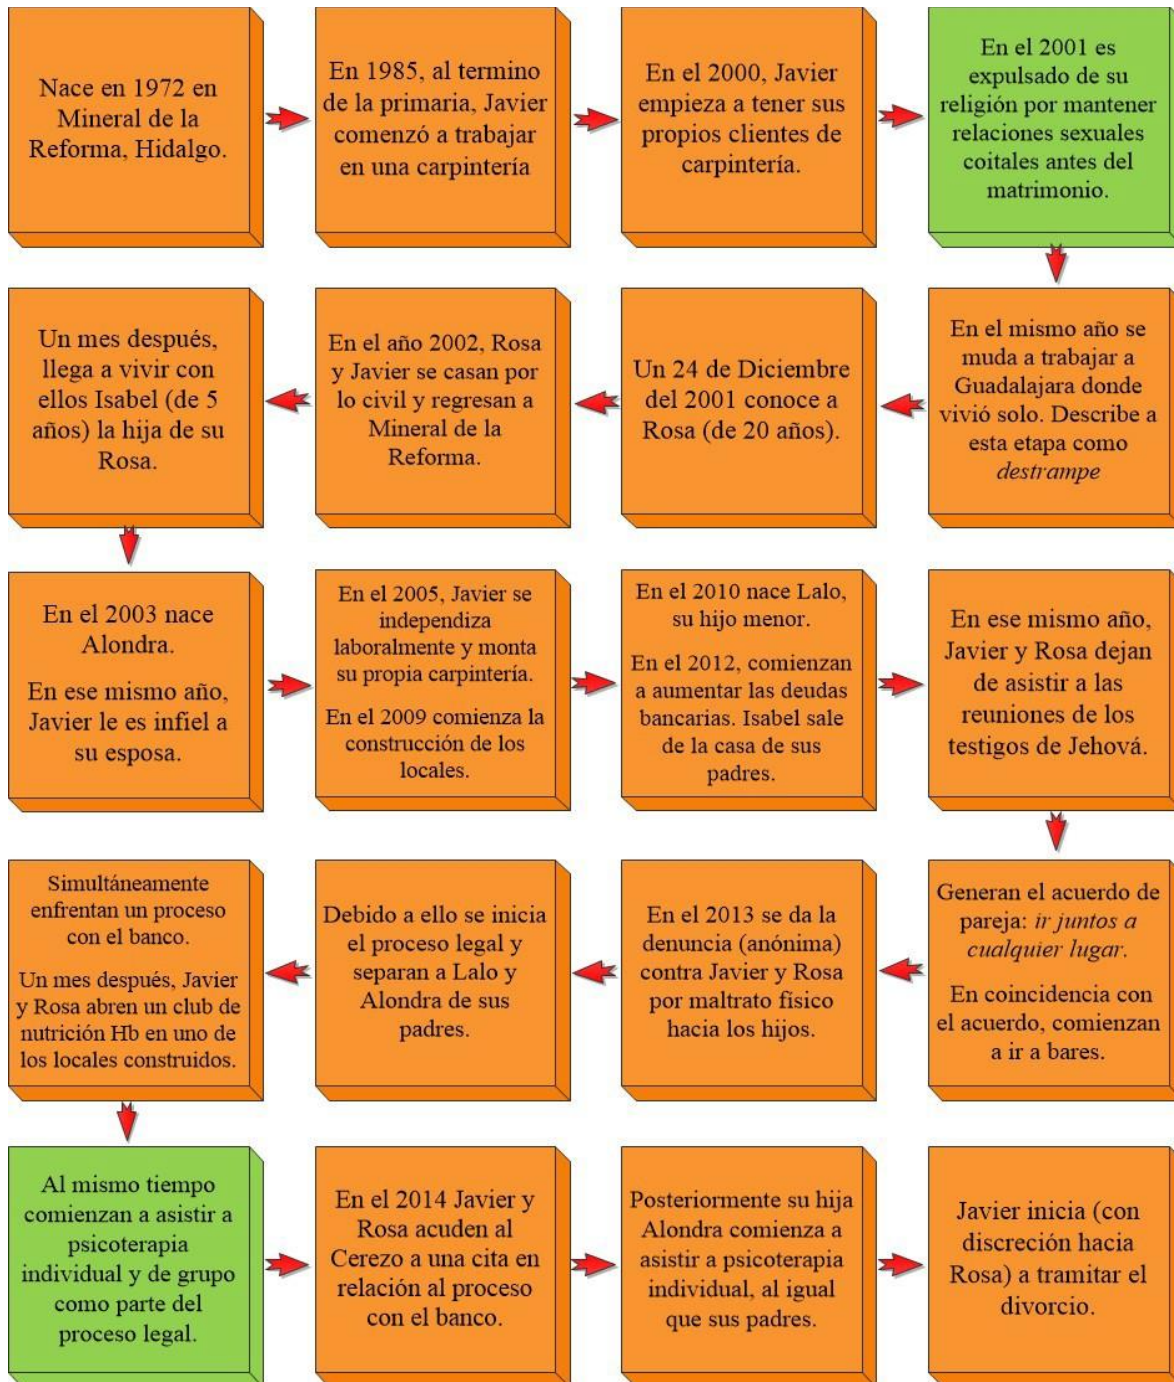 Nace en 1972 en
Mineral de la
Reforma, Hidalgo.
En 1985, al termino
de la primaria, Javier
comenzó a trabajar
en una carpintería
En el 2000, Javier
empieza a tener sus
propios clientes de
carpintería.
En el 2001 es
expulsado de su
religión por mantener
relaciones sexuales
coitales antes del
matrimonio.
En el mismo año se
muda a trabajar a
Guadalajara donde
vivió solo. Describe a
esta etapa como
destrampe
Un 24 de Diciembre
del 2001 conoce a
Rosa (de 20 años).
En el año 2002, Rosa
y Javier se casan por
lo civil y regresan a
Mineral de la
Reforma.
Un mes después,
llega a vivir con
ellos Isabel (de 5
años) la hija de su
Rosa.
En el 2003 nace
Alondra.
En ese mismo año,
Javier le es infiel a
su esposa.
En el 2005, Javier se
independiza
laboralmente y monta
su propia carpintería.
En el 2009 comienza la
construcción de los
locales.
En el 2010 nace Lalo,
su hijo menor.
En el 2012, comienzan
a aumentar las deudas
bancarias. Isabel sale
de la casa de sus
padres.
En ese mismo año,
Javier y Rosa dejan
de asistir a las
reuniones de los
testigos de Jehová.
Generan el acuerdo de
pareja: ir juntos a
cualquier lugar.
En coincidencia con
el acuerdo, comienzan
a ir a bares.
En el 2013 se da la
denuncia (anónima)
contra Javier y Rosa
por maltrato físico
hacia los hijos.
Debido a ello se inicia
el proceso legal y
separan a Lalo y
Alondra de sus
padres.
Simultáneamente
enfrentan un proceso
con el banco.
Un mes después, Javier
y Rosa abren un club de
nutrición Hb en uno de
los locales construidos.
Al mismo tiempo
comienzan a asistir a
psicoterapia
individual y de grupo
como parte del
proceso legal.
En el 2014 Javier y
Rosa acuden al
Cerezo a una cita en
relación al proceso
con el banco.
Posteriormente su hija
Alondra comienza a
asistir a psicoterapia
individual, al igual
que sus padres.
Javier inicia (con
discreción hacia
Rosa) a tramitar el
divorcio.